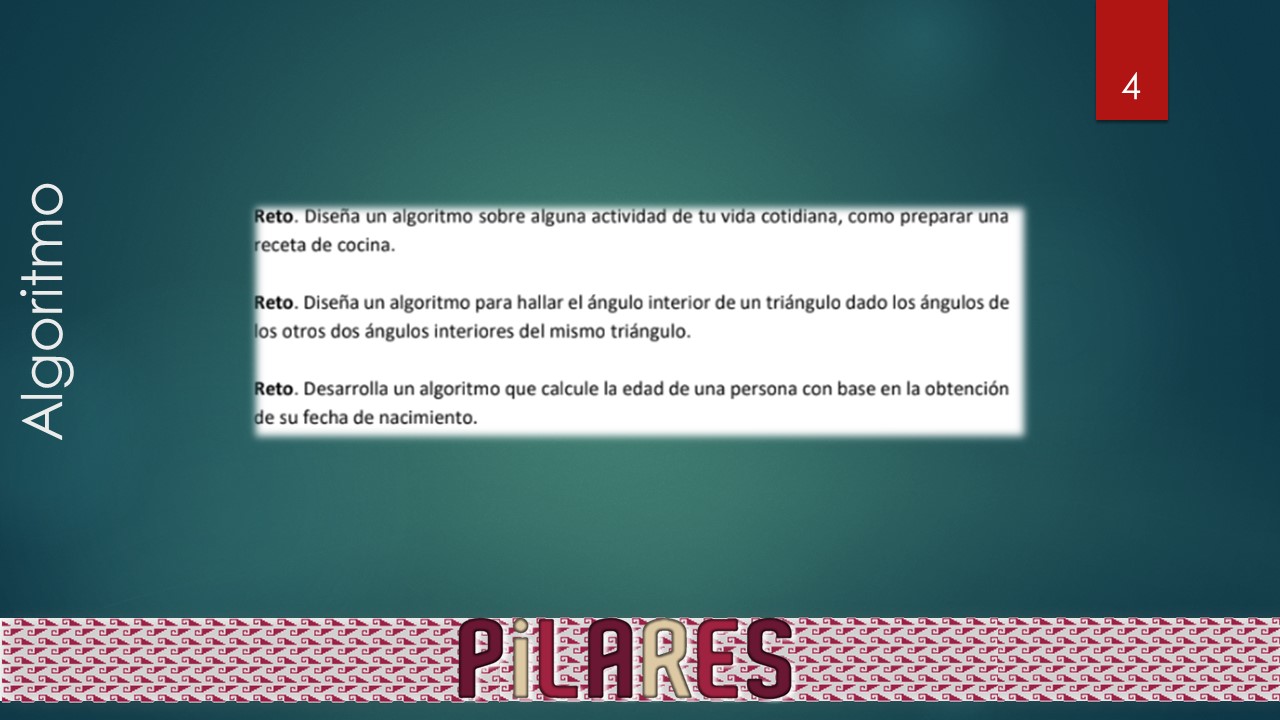 4
Algoritmo
Reto. Diseña un algoritmo sobre alguna actividad de tu vida cotidiana, como preparar una
receta de cocina.
Reto. Diseña un algoritmo para hallar el ángulo interior de un triángulo dado los ángulos de
los otros dos ángulos interiores del mismo triángulo.
Reto. Desarrolla un algoritmo que calcule la edad de una persona con base en la obtención
de su fecha de nacimiento.
PiLARES